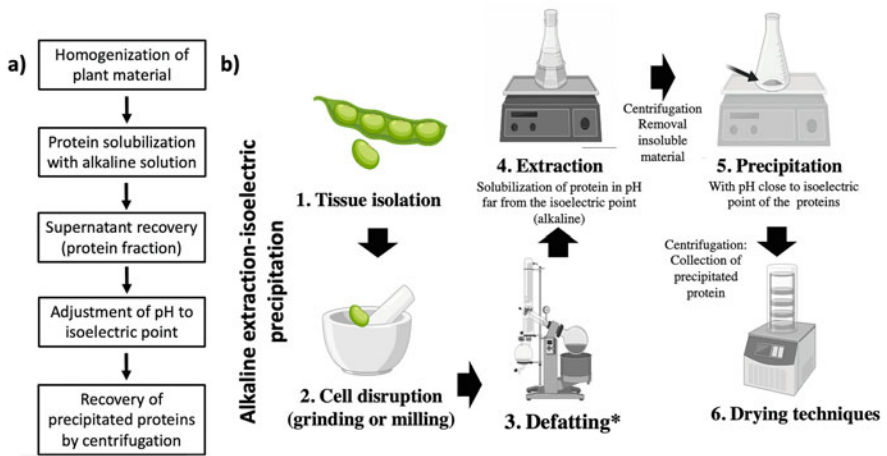 a)
Homogenization of
plant material
Protein solubilization
with alkaline solution
Supernatant recovery
(protein fraction)
Adjustment of pH to
isoelectric point
Recovery of
precipitated proteins
by centrifugation
b)
Alkaline extraction-isoelectric
precipitation
1. Tissue isolation
2. Cell disruption
(grinding or milling)
3. Defatting*
4. Extraction
Solubilization of protein in pH
far from the isoelectric point
(alkaline)
Centrifugation
Removal
insoluble
material
5. Precipitation
With pH close to isoelectric
point of the proteins
Centrifugation:
Collection of
precipitated
protein
6. Drying techniques